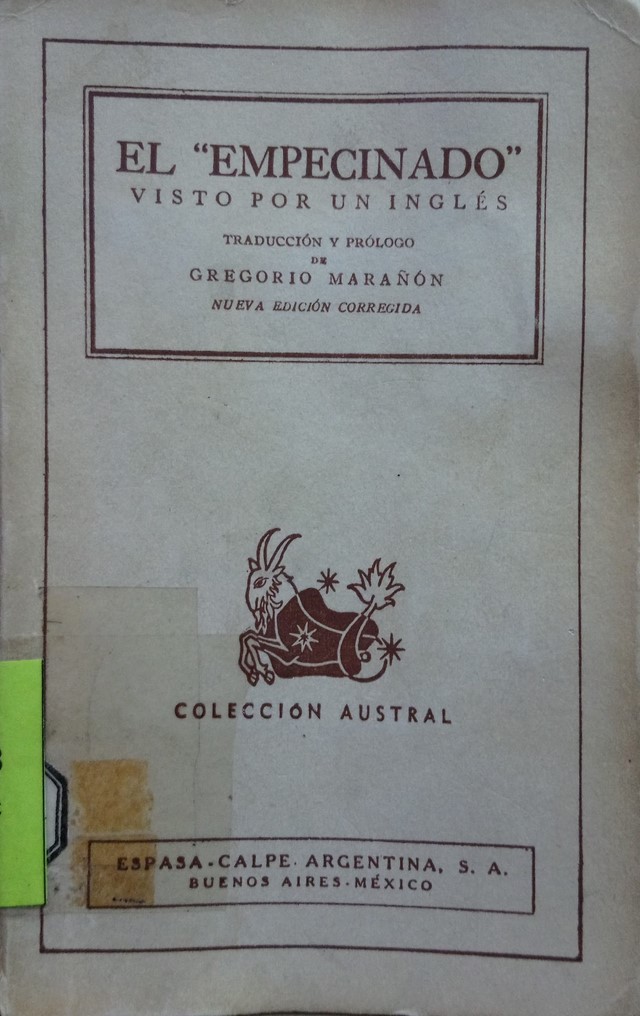 EL "EMPECINADO"
VISTO POR UN INGLÉS
TRADUCCIÓN Y PRÓLOGO
DE
GREGORIO MARAÑÓN
NUEVA EDICIÓN CORREGIDA
COLECCIÓN AUSTRAL
ESPASA-CALPE ARGENTINA, S. A.
BUENOS AIRES-MÉXICO